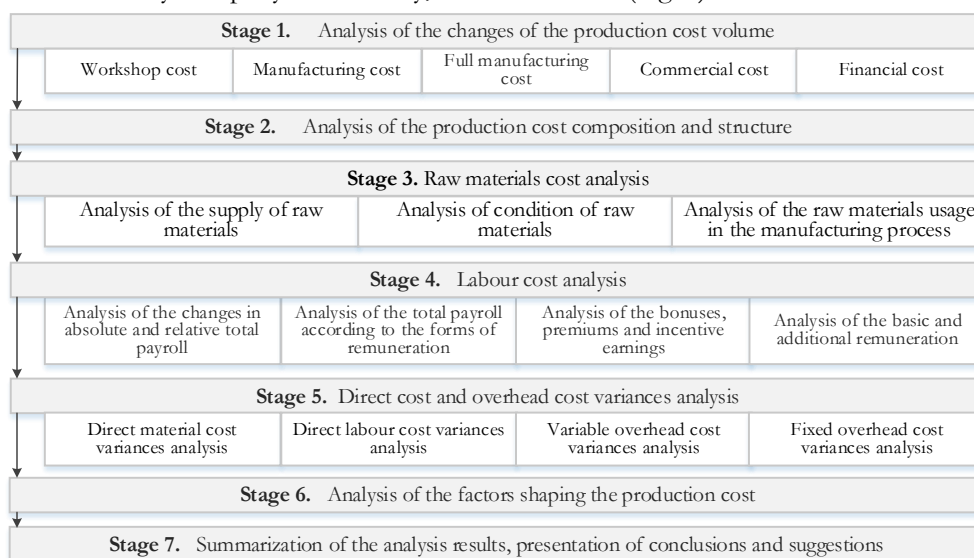 Stage 1. Analysis of the changes of the production cost volume
Workshop cost
Manufacturing cost
Full manufacturing
cost
Commercial cost
Financial cost
Stage 2. Analysis of the production cost composition and structure
Stage 3. Raw materials cost analysis
Analysis of the supply of raw
materials
Analysis of condition of raw
materials
Analysis of the raw materials usage
in the manufacturing process
Stage 4. Labour cost analysis
Analysis of the changes in
absolute and relative total
payroll
Analysis of the total payroll
according to the forms of
remuneration
Analysis of the bonuses,
premiums and incentive
earnings
Analysis of the basic and
additional remuneration
Stage 5. Direct cost and overhead cost variances analysis
Direct material cost
variances analysis
Direct labour cost variances
analysis
Variable overhead cost
variances analysis
Fixed overhead cost
variances analysis
Stage 6. Analysis of the factors shaping the production cost
Stage 7. Summarization of the analysis results, presentation of conclusions and suggestions